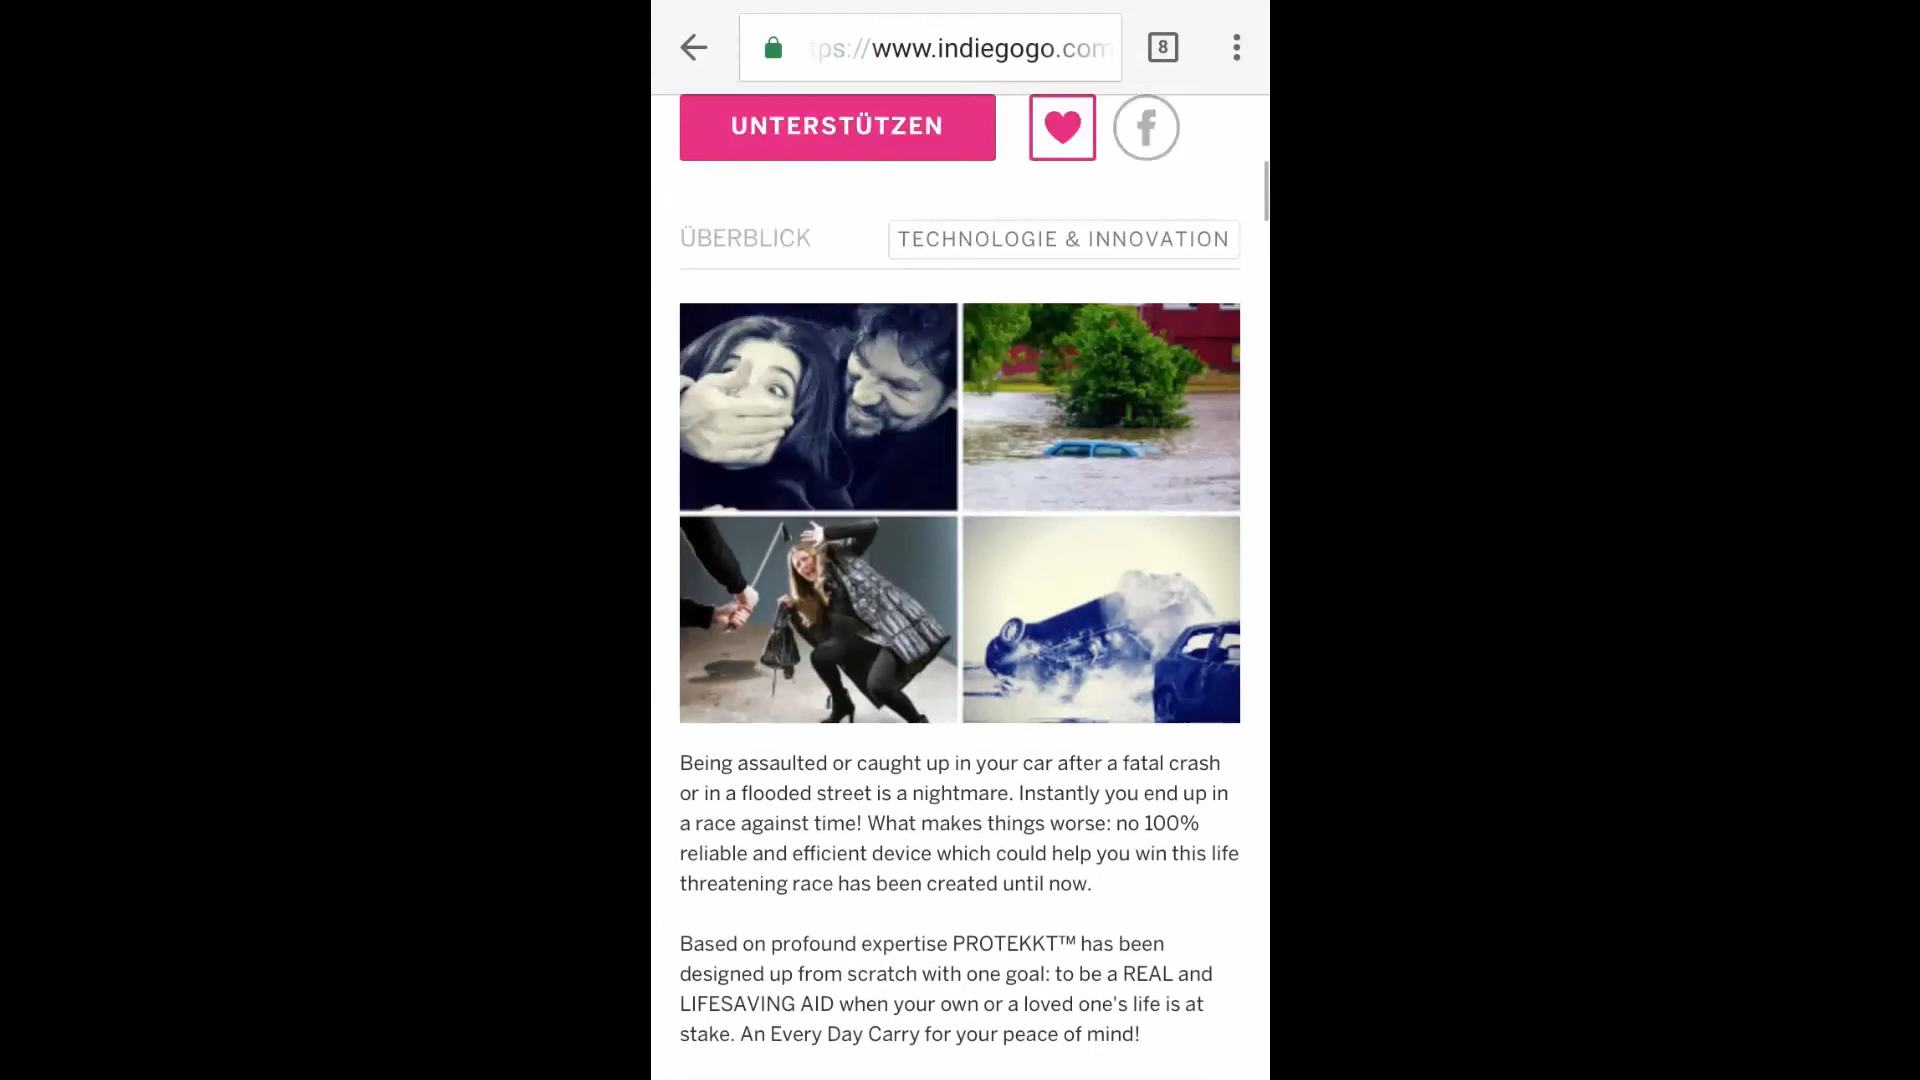 tps://www.indiegogo.com
8
UNTERSTÜTZEN
f
ÜBERBLICK
TECHNOLOGIE & INNOVATION
Being assaulted or caught up in your car after a fatal crash
or in a flooded street is a nightmare. Instantly you end up in
a race against time! What makes things worse: no 100%
reliable and efficient device which could help you win this life
threatening race has been created until now.
Based on profound expertise PROTEKKT™ has been
designed up from scratch with one goal: to be a REAL and
LIFESAVING AID when your own or a loved one's life is at
stake. An Every Day Carry for your peace of mind!